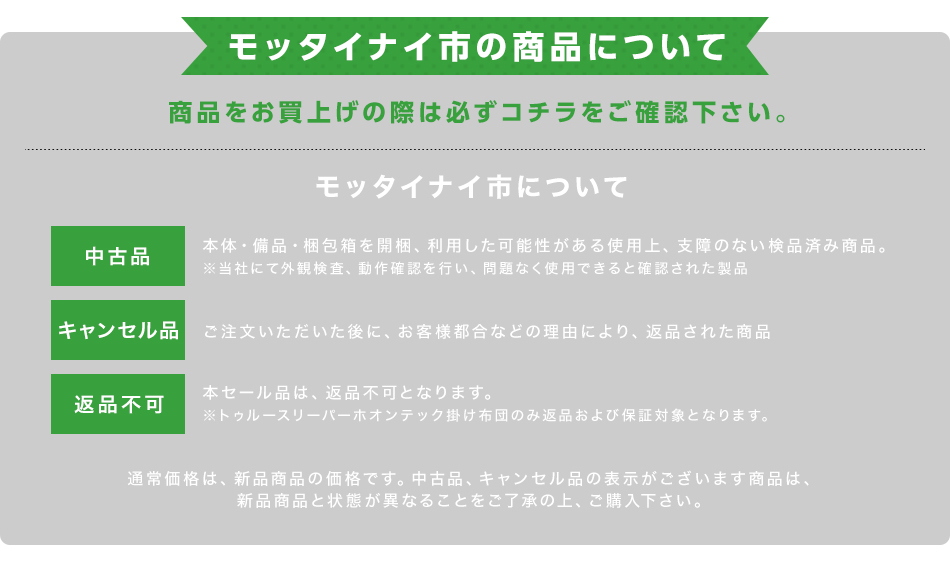 モッタイナイ市の商品について
商品をお買上げの際は必ずコチラをご確認下さい。
モッタイナイ市について
中古品
本体・備品・梱包箱を開梱、利用した可能性がある使用上、支障のない検品済み商品。
※当社にて外観検査、動作確認を行い、問題なく使用できると確認された製品
キャンセル品
ご注文いただいた後に、お客様都合などの理由により、返品された商品
返品不可
本セール品は、返品不可となります。
※トゥルースリーパーホオンテック掛け布団のみ返品および保証対象となります。
通常価格は、新品商品の価格です。中古品、キャンセル品の表示がございます商品は、
新品商品と状態が異なることをご了承の上、ご購入下さい。